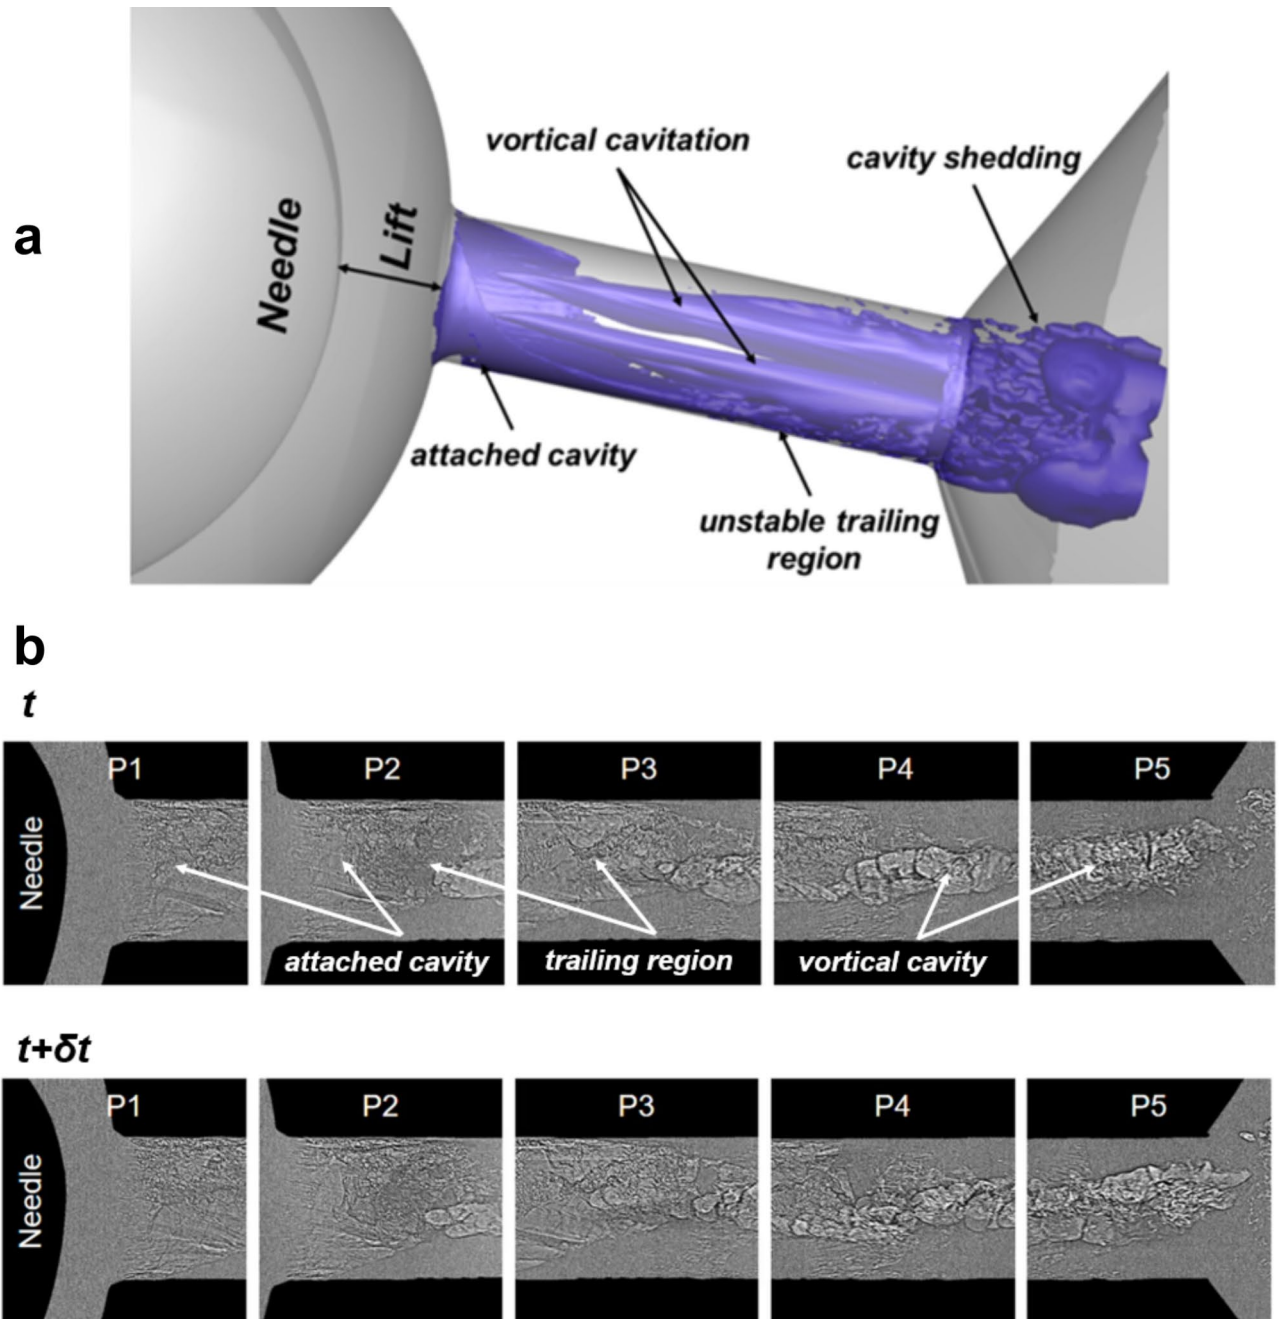 a
vortical cavitation
cavity shedding
Needle
Lift
attached cavity
unstable trailing
region
b
t
P1
P2
P3
P4
P5
Needle
attached cavity
trailing region
vortical cavity
t+δt
P1
P2
P3
P4
P5
Needle